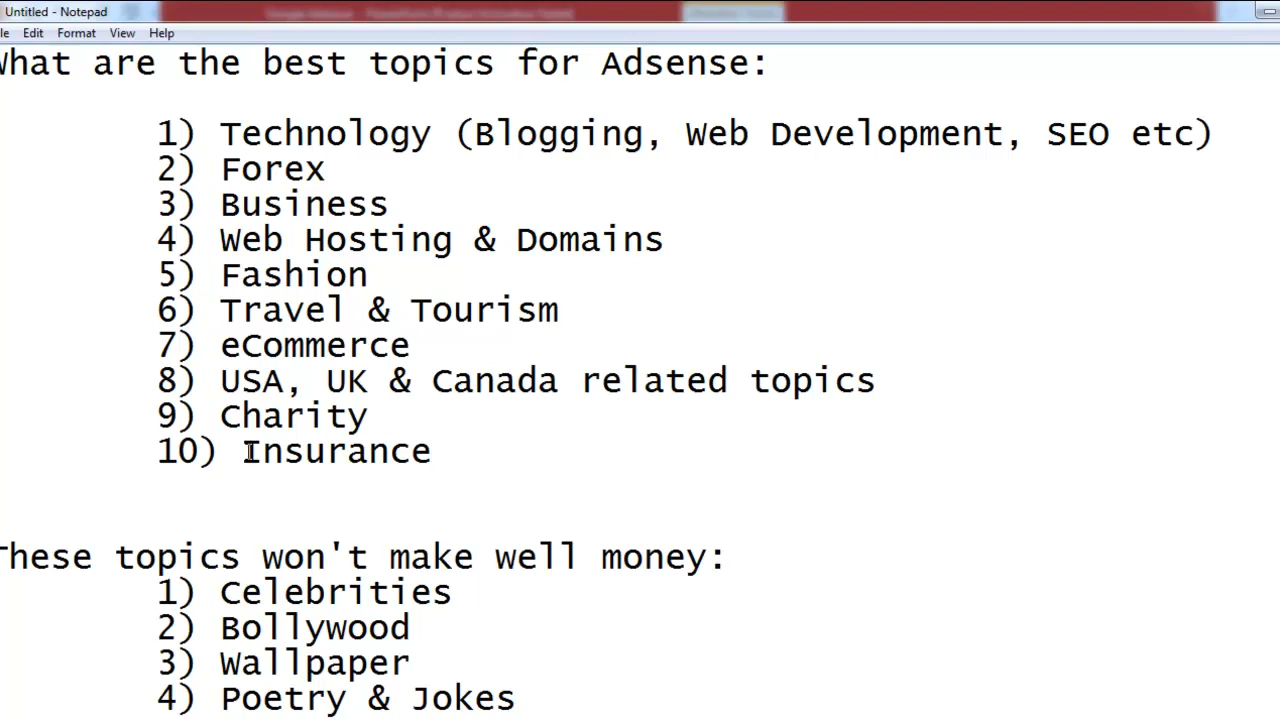 Untitled - Notepad
Edit Format View Help
What are the best topics for Adsense:
1) Technology (Blogging, Web Development, SEO etc)
2) Forex
3) Business
4) Web Hosting & Domains
5) Fashion
6) Travel & Tourism
7) eCommerce
8) USA, UK & Canada related topics
9) Charity
10) Insurance
These topics won't make well money:
1) Celebrities
2) Bollywood
3) Wallpaper
4) Poetry & Jokes